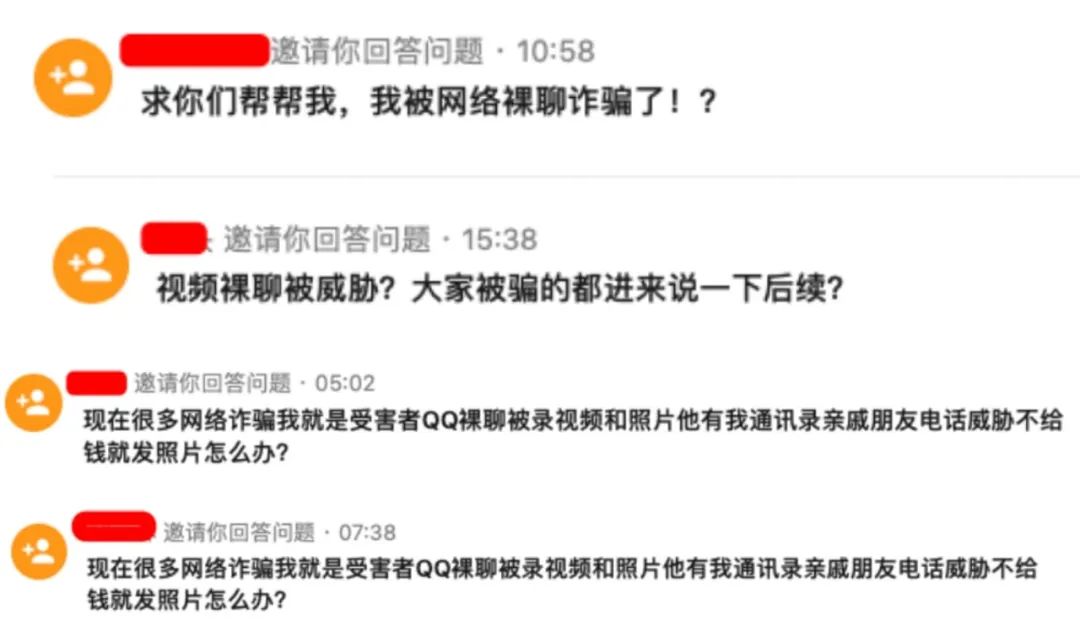 邀请你回答问题 · 10:58
求你们帮帮我，我被网络裸聊诈骗了！？
邀请你回答问题 · 15:38
视频裸聊被威胁？大家被骗的都进来说一下后续？
邀请你回答问题 · 05:02
现在很多网络诈骗我就是受害者QQ裸聊被录视频和照片他有我通讯录亲戚朋友电话威胁不给
钱就发照片怎么办？
邀请你回答问题 · 07:38
现在很多网络诈骗我就是受害者QQ裸聊被录视频和照片他有我通讯录亲戚朋友电话威胁不给
钱就发照片怎么办？